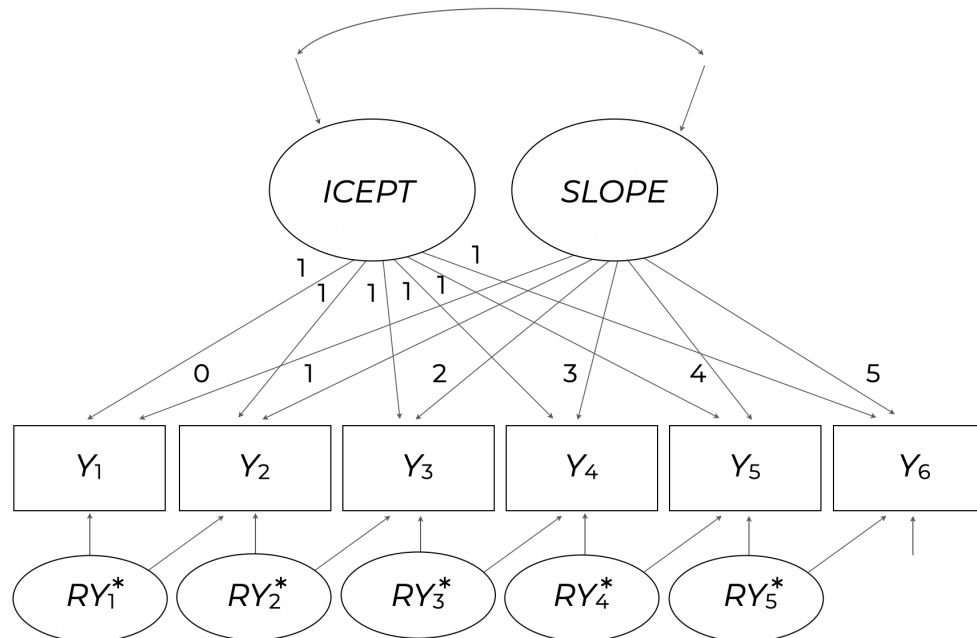 ICEPT SLOPE
1 1 1 1 1 1
0 1 2 3 4 5
Y₁ Y₂ Y₃ Y₄ Y₅ Y₆
RY₁* RY₂* RY₃* RY₄* RY₅*